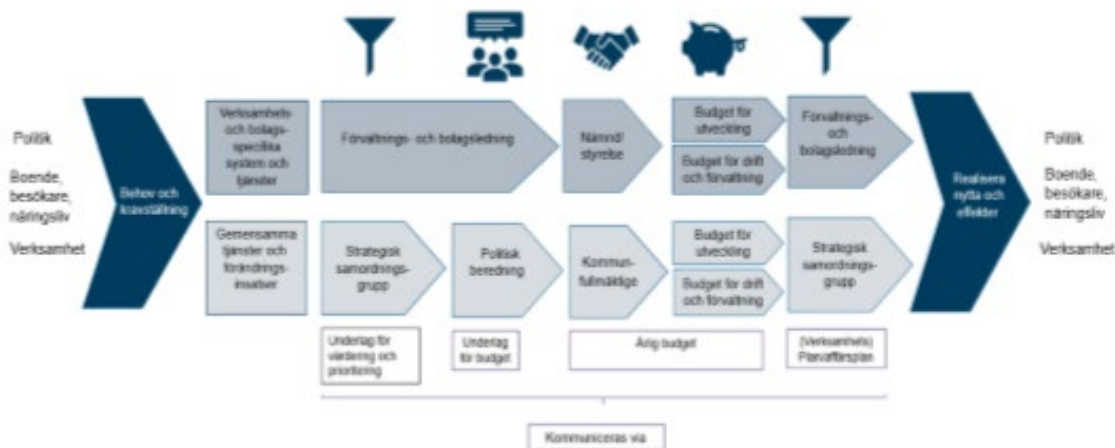 Politik
Boende,
besökare,
näringsliv
Verksamhet
Behov och
kravställning
Verksamhets-
och bolags-
specifika
system och
tjänster
Förvaltnings- och bolagsledning
Nämnd/
styrelse
Budget för
utveckling
Budget för drift
och förvaltning
Förvaltnings-
och
bolagsledning
Gemensamma
tjänster och
förändrings-
insatser
Strategisk
samordnings-
grupp
Politisk
beredning
Kommun-
fullmäktige
Budget för
utveckling
Budget för drift
och förvaltning
Strategisk
samordnings-
grupp
Realisera
nytta och
effekter
Politik
Boende,
besökare,
näringsliv
Verksamhet
Underlag för
värdering och
prioritering
Underlag
för budget
Årlig budget
(Verksamhets)
Plan/affärsplan
Kommuniceras via